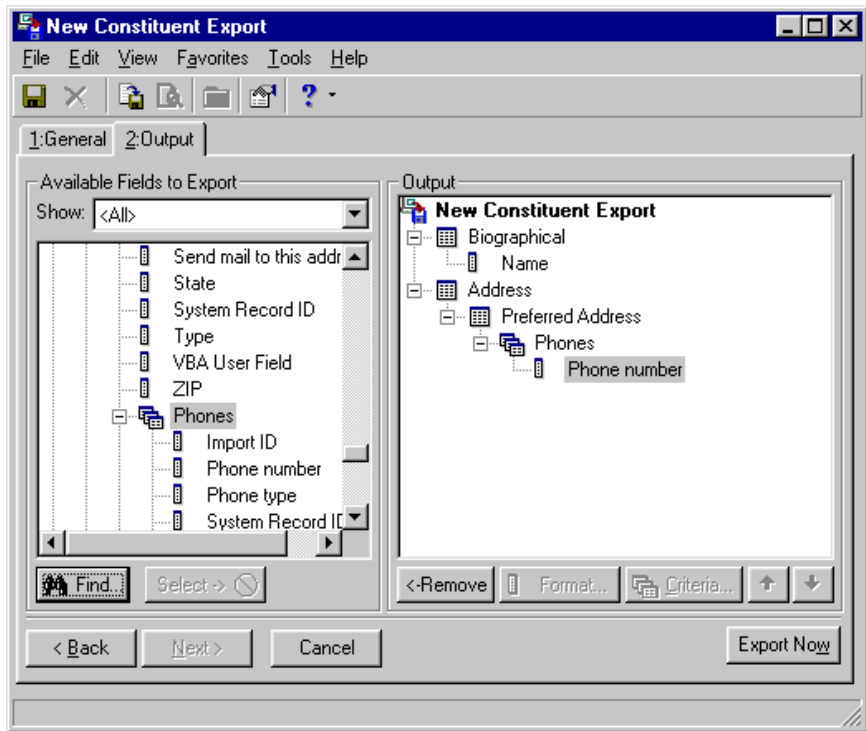 New Constituent Export
File Edit View Favorites Tools Help
?
1:General 2:Output
Available Fields to Export
Show: <All>
Send mail to this addr
State
System Record ID
Type
VBA User Field
ZIP
Phones
Import ID
Phone number
Phone type
System Record ID
Find...
Select ->
Output
New Constituent Export
Biographical
Name
Address
Preferred Address
Phones
Phone number
<-Remove
Format...
Criteria...
< Back
Next >
Cancel
Export Now